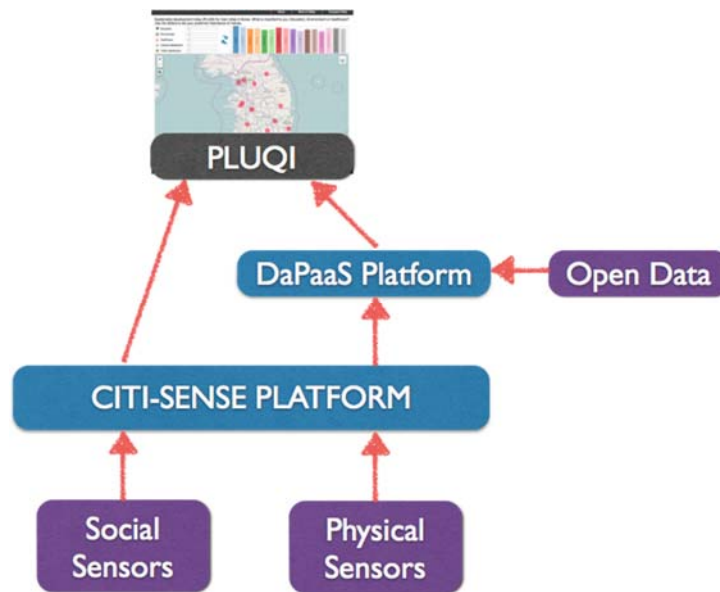 PLUQI
DaPaaS Platform
Open Data
CITI-SENSE PLATFORM
Social
Sensors
Physical
Sensors